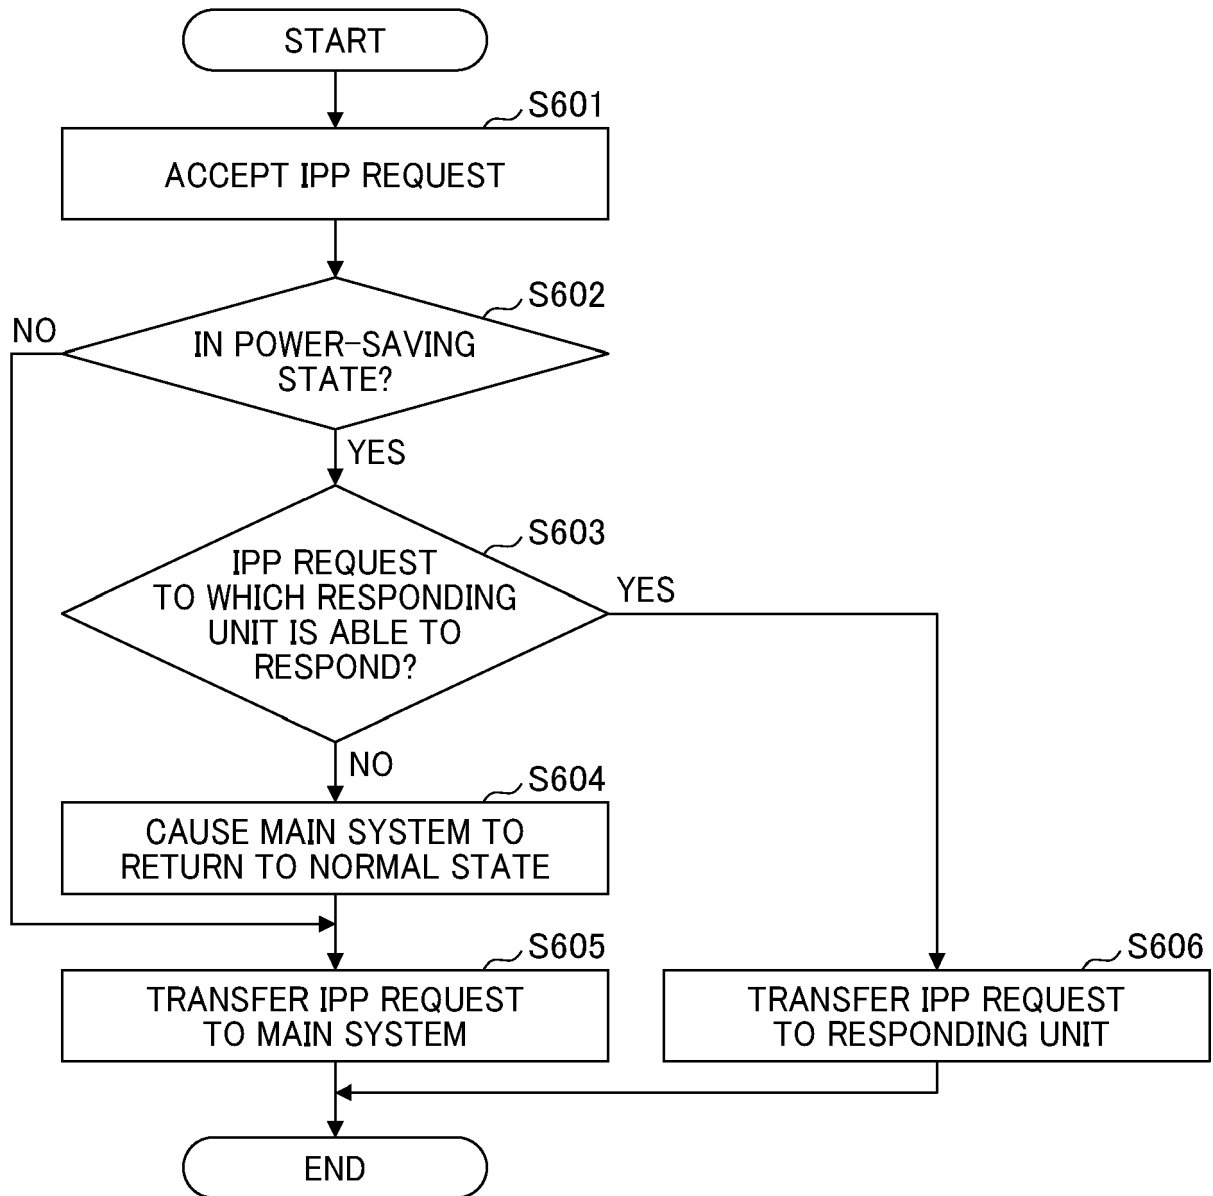 START
S601
ACCEPT IPP REQUEST
S602
NO
IN POWER-SAVING
STATE?
YES
S603
IPP REQUEST
TO WHICH RESPONDING
UNIT IS ABLE TO
RESPOND?
YES
NO
S604
CAUSE MAIN SYSTEM TO
RETURN TO NORMAL STATE
S605
TRANSFER IPP REQUEST
TO MAIN SYSTEM
S606
TRANSFER IPP REQUEST
TO RESPONDING UNIT
END